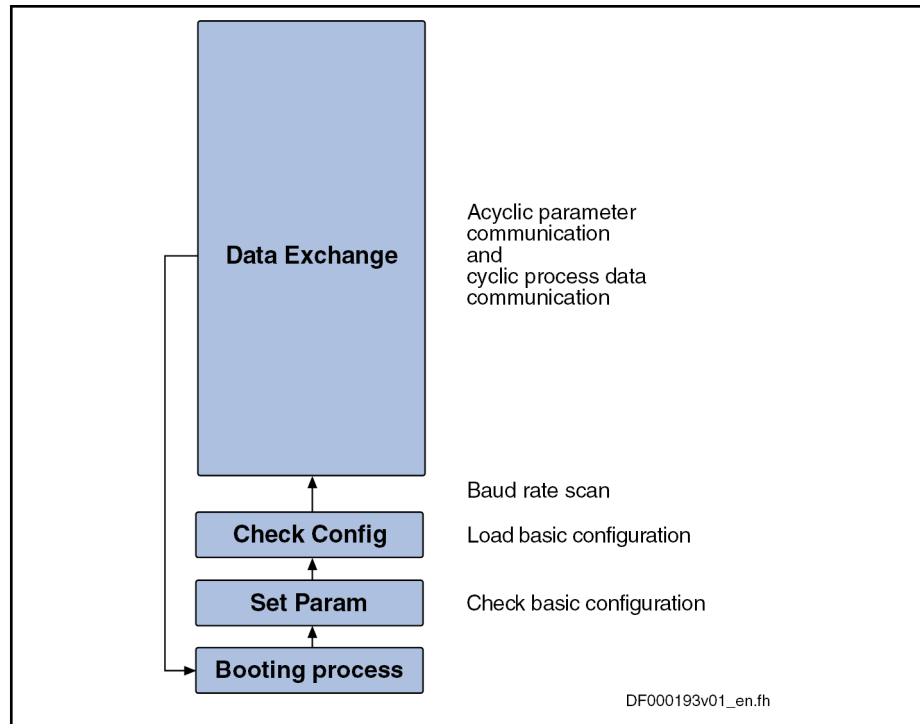 Data Exchange
Acyclic parameter
communication
and
cyclic process data
communication
Baud rate scan
Check Config
Load basic configuration
Set Param
Check basic configuration
Booting process
DF000193v01_en.fh